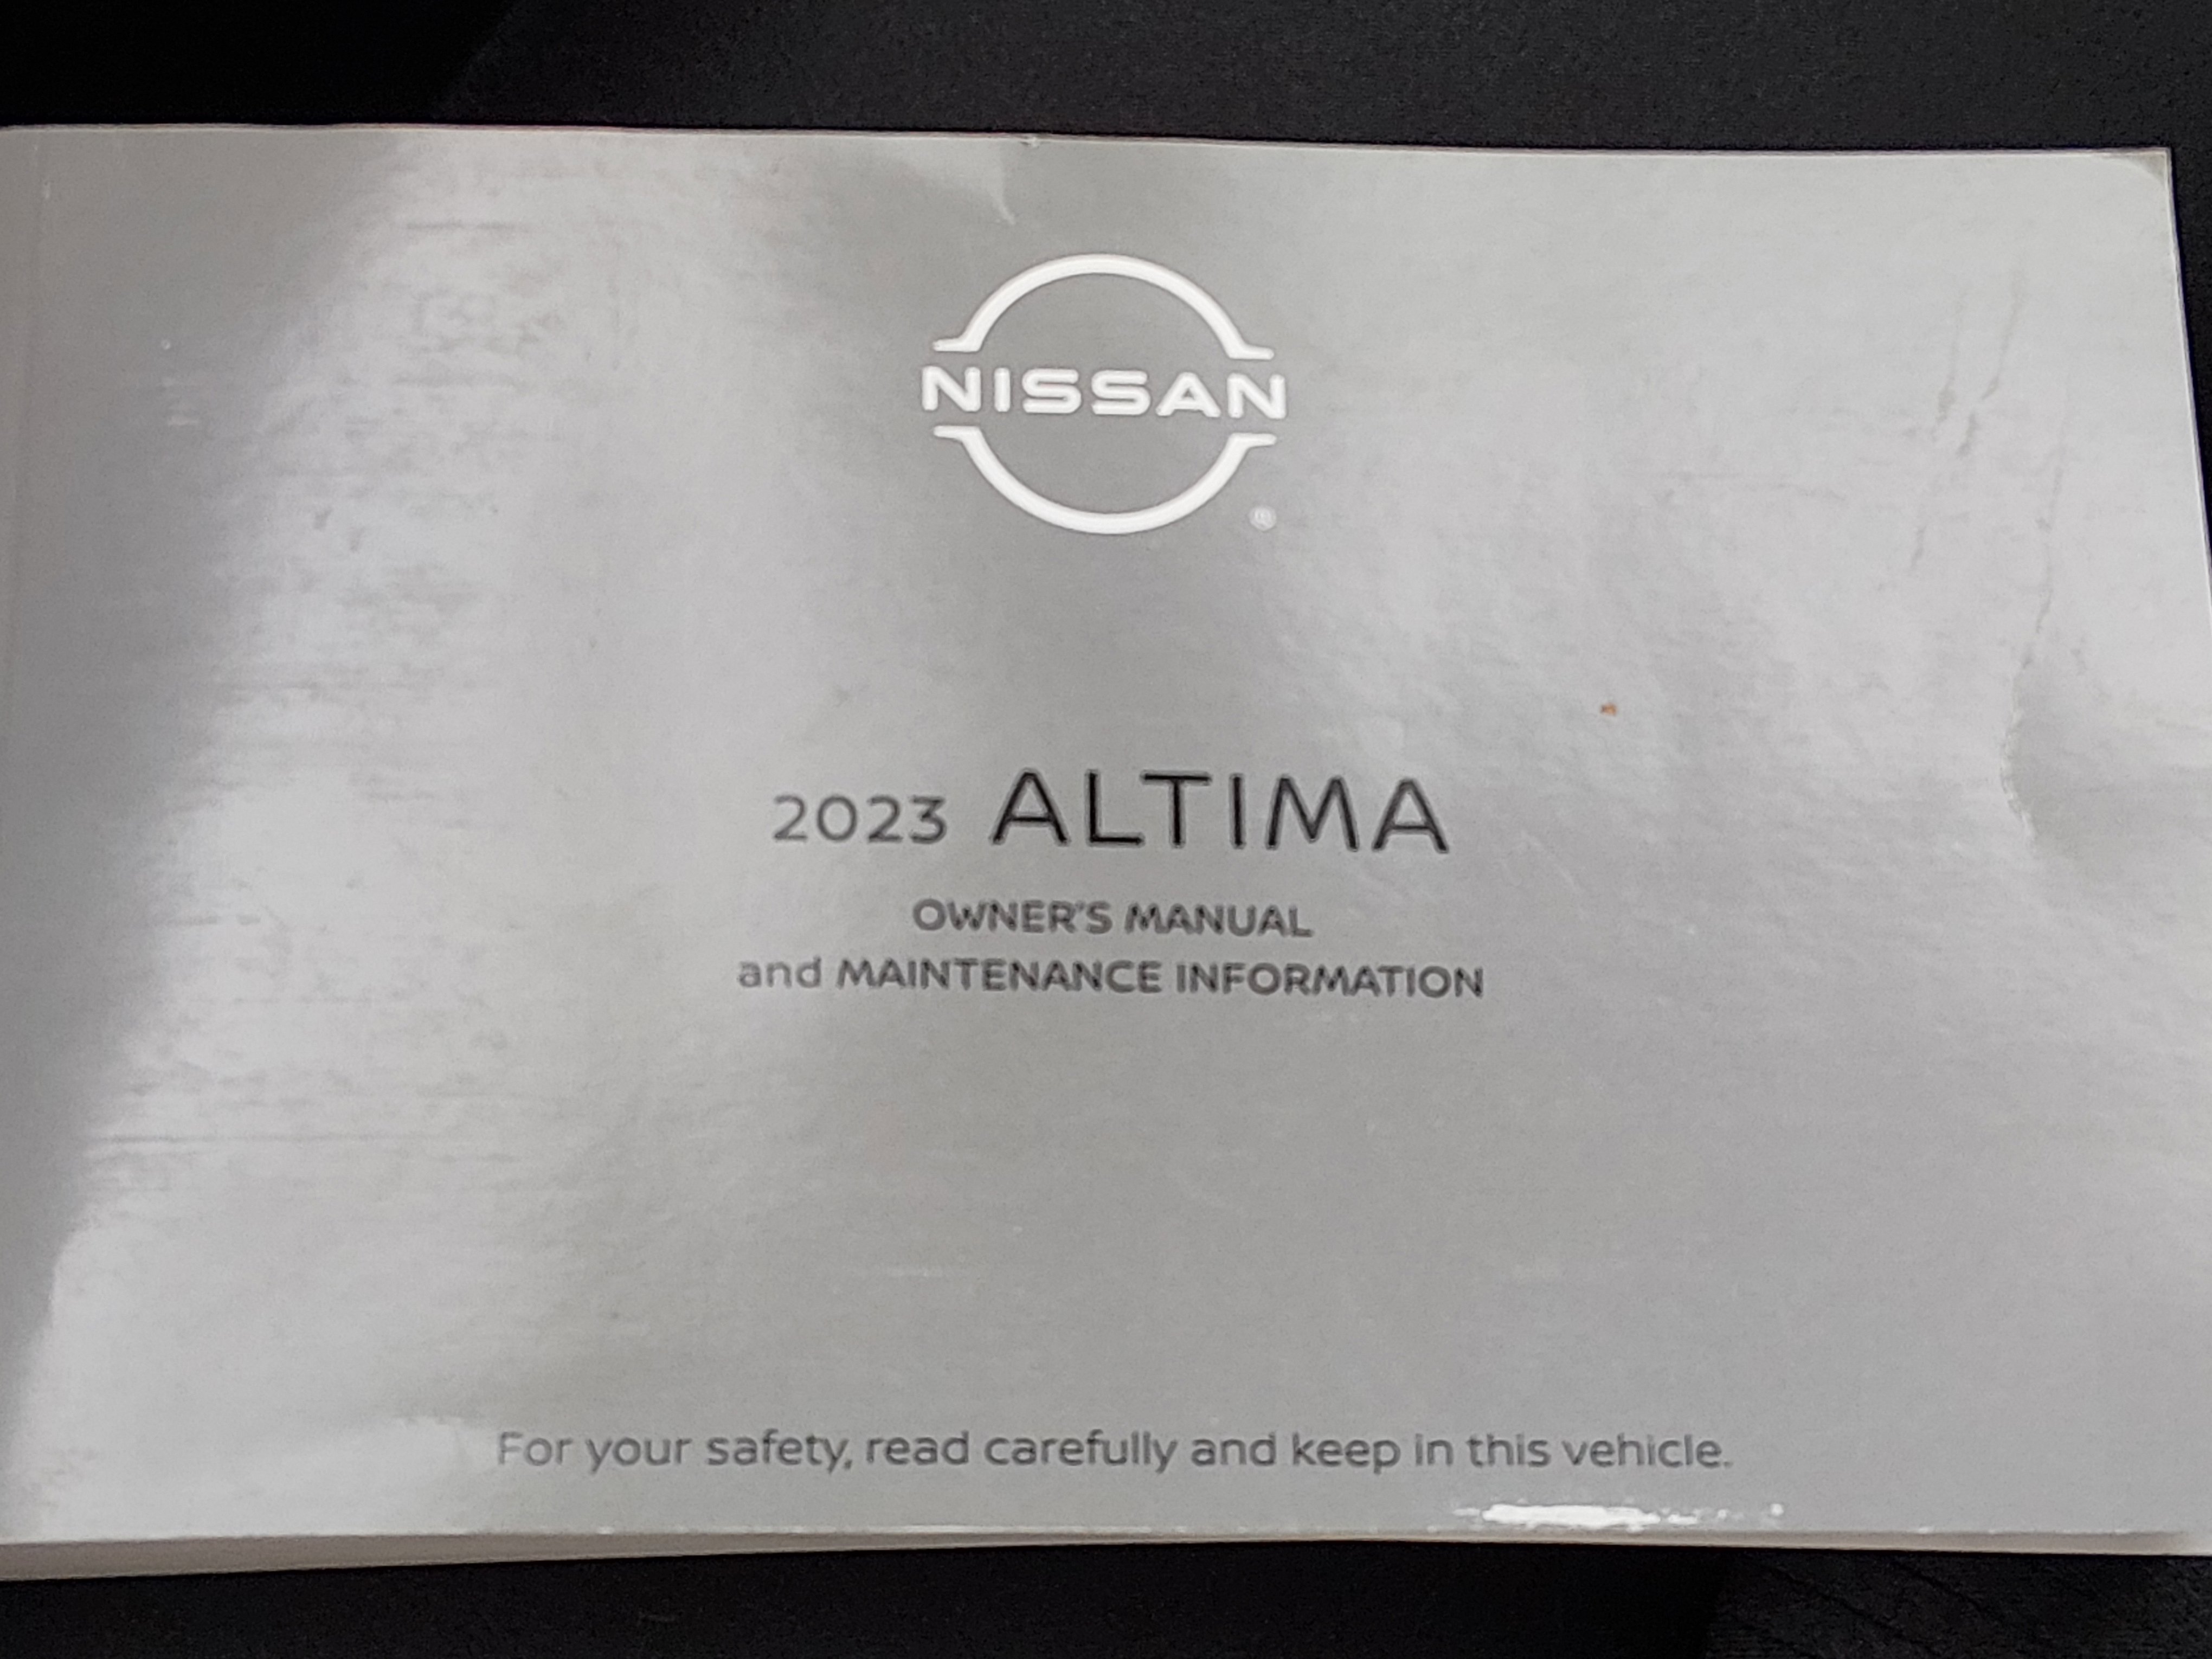 NISSAN
®
2023 ALTIMA
OWNER'S MANUAL
and MAINTENANCE INFORMATION
For your safety, read carefully and keep in this vehicle.